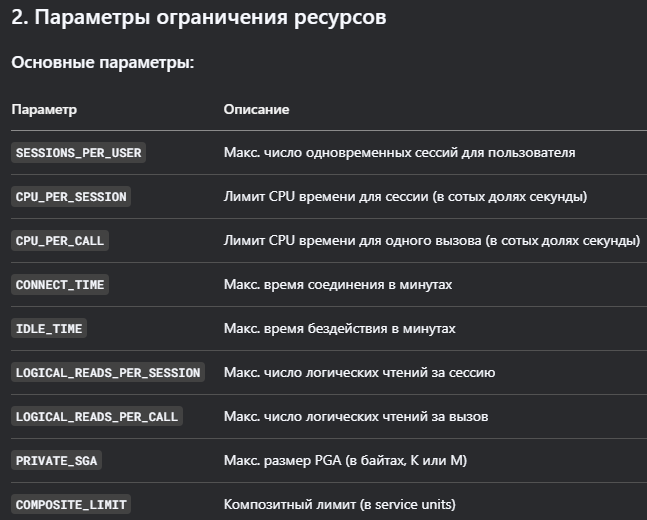 2. Параметры ограничения ресурсов
Основные параметры:
Параметр Описание
SESSIONS_PER_USER Макс. число одновременных сессий для пользователя
CPU_PER_SESSION Лимит CPU времени для сессии (в сотых долях секунды)
CPU_PER_CALL Лимит CPU времени для одного вызова (в сотых долях секунды)
CONNECT_TIME Макс. время соединения в минутах
IDLE_TIME Макс. время бездействия в минутах
LOGICAL_READS_PER_SESSION Макс. число логических чтений за сессию
LOGICAL_READS_PER_CALL Макс. число логических чтений за вызов
PRIVATE_SGA Макс. размер PGA (в байтах, K или M)
COMPOSITE_LIMIT Композитный лимит (в service units)